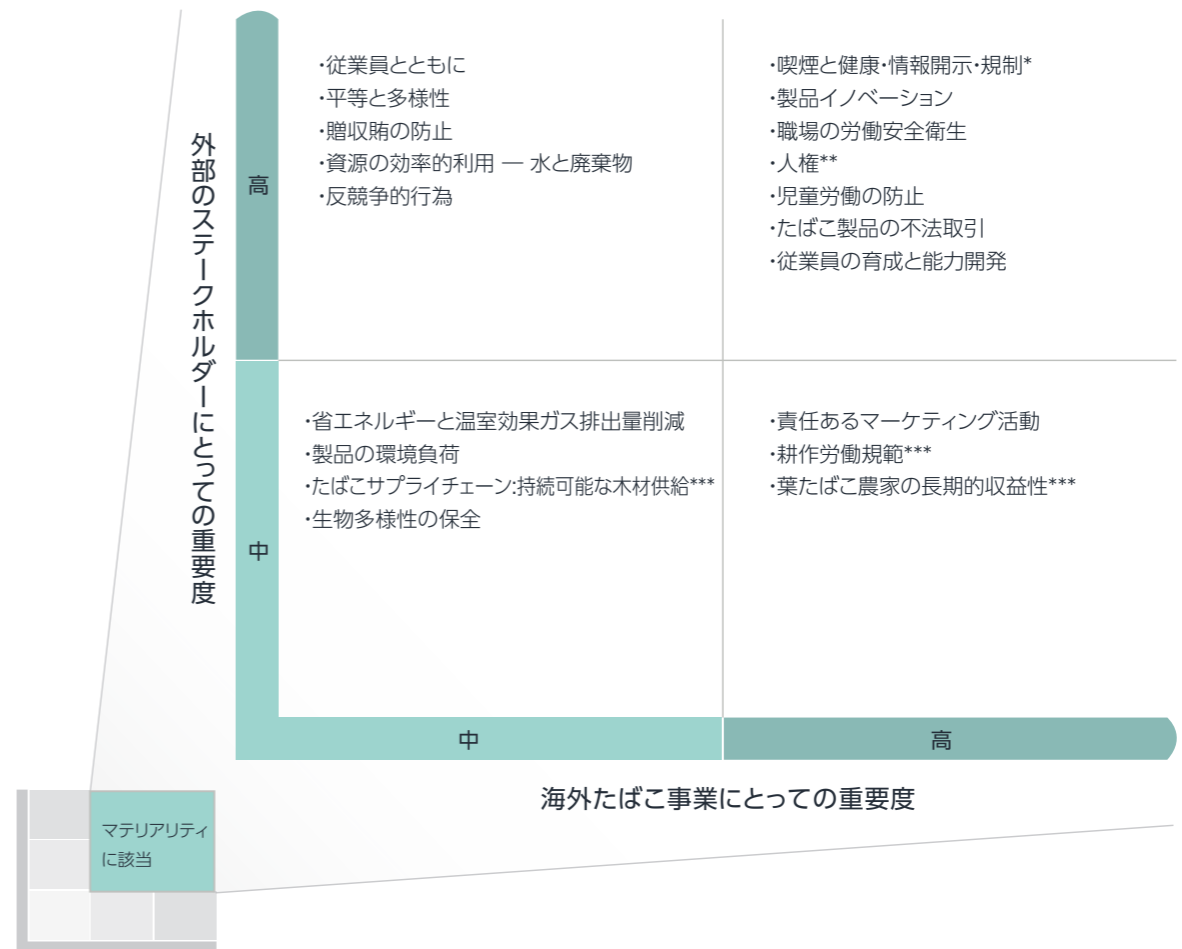 外部のステークホルダーにとっての重要度
高
・従業員とともに
・平等と多様性
・贈収賄の防止
・資源の効率的利用 ― 水と廃棄物
・反競争的行為
・喫煙と健康・情報開示・規制*
・製品イノベーション
・職場の労働安全衛生
・人権**
・児童労働の防止
・たばこ製品の不法取引
・従業員の育成と能力開発
中
・省エネルギーと温室効果ガス排出量削減
・製品の環境負荷
・たばこサプライチェーン:持続可能な木材供給***
・生物多様性の保全
・責任あるマーケティング活動
・耕作労働規範***
・葉たばこ農家の長期的収益性***
中
高
海外たばこ事業にとっての重要度
マテリアリティ
に該当